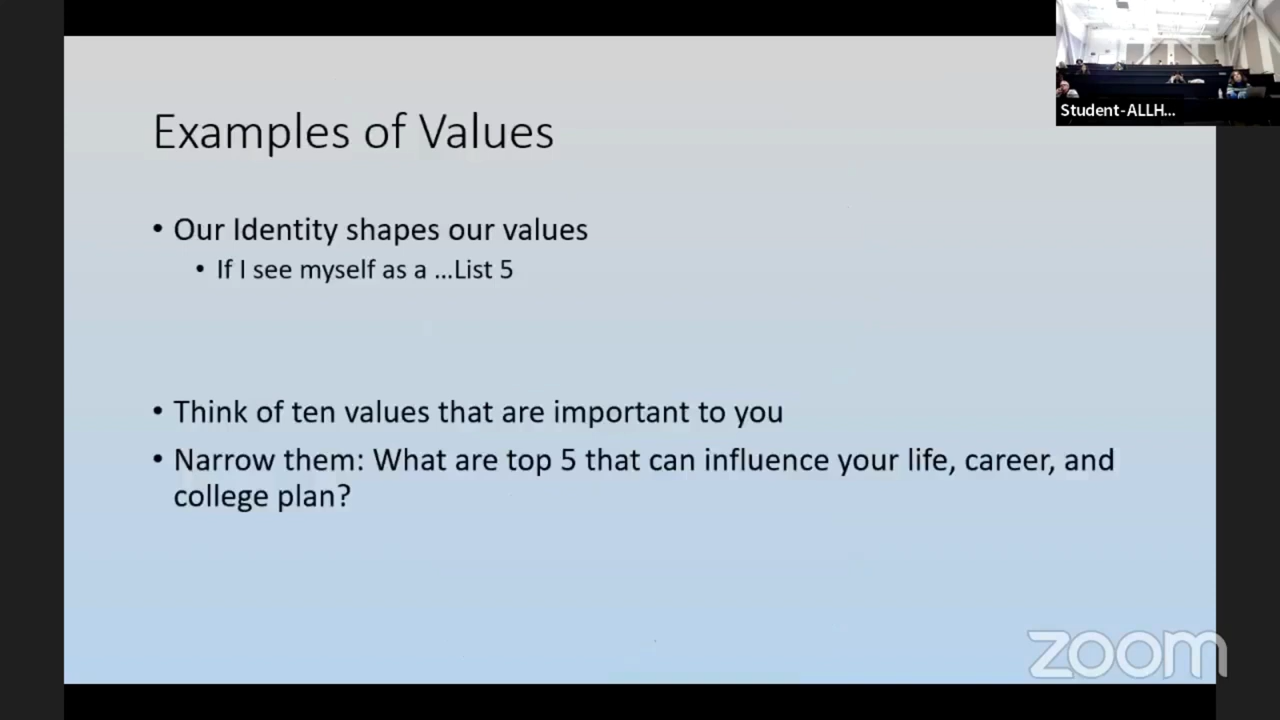 Student-ALLH...
Examples of Values
• Our Identity shapes our values
• If I see myself as a ...List 5
• Think of ten values that are important to you
• Narrow them: What are top 5 that can influence your life, career, and
college plan?
zoom